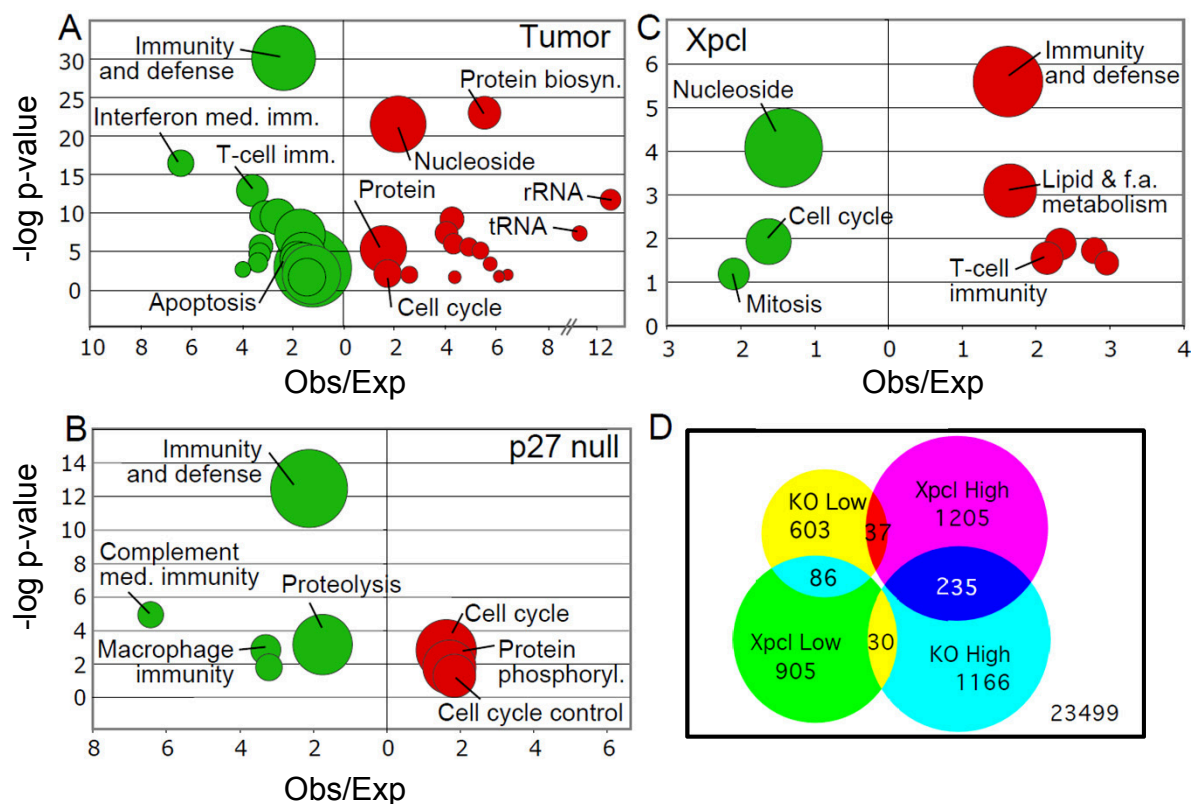 A
Tumor
-log p-value
30
25
20
15
10
5
0
Immunity
and defense
Interferon med. imm.
T-cell imm.
Apoptosis
Protein biosyn.
Nucleoside
Protein
rRNA
tRNA
Cell cycle
10 8 6 4 2 0 2 4 6 12
Obs/Exp
C
Xpcl
6
5
4
3
2
1
0
Nucleoside
Cell cycle
Mitosis
Immunity
and defense
Lipid & f.a.
metabolism
T-cell
immunity
3 2 1 0 1 2 3 4
Obs/Exp
B
p27 null
-log p-value
14
12
10
8
6
4
2
0
Immunity
and defense
Complement
med. immunity
Proteolysis
Macrophage
immunity
Cell cycle
Protein
phosphoryl.
Cell cycle control
8 6 4 2 0 2 4 6
Obs/Exp
D
KO Low
603
37
Xpcl High
1205
86
235
Xpcl Low
905
30
KO High
1166
23499